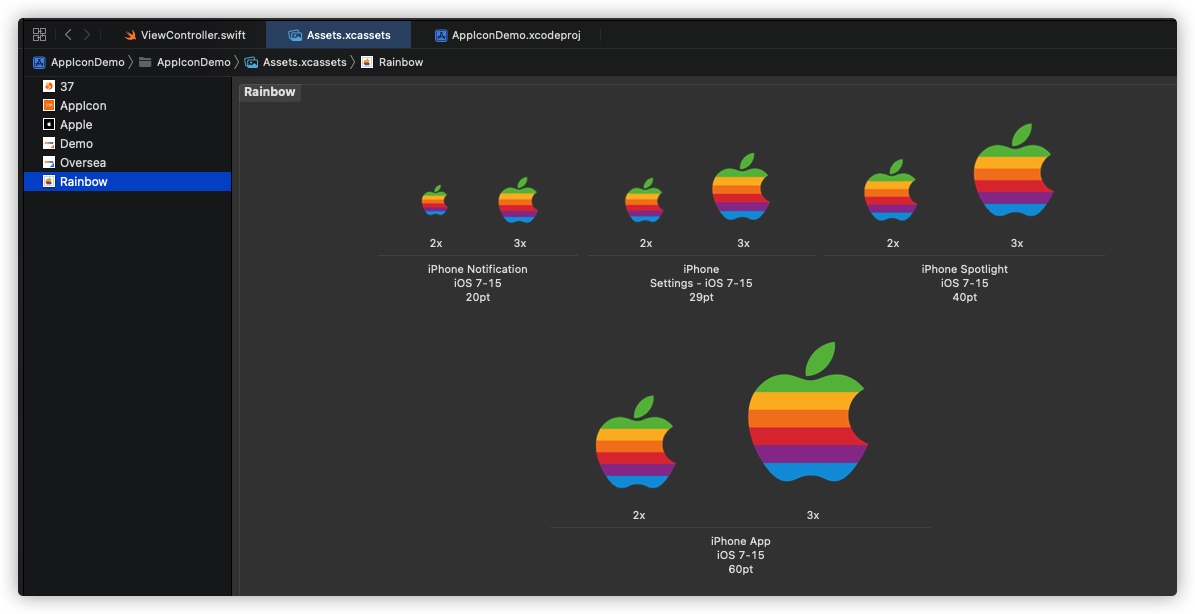 ViewController.swift Assets.xcassets AppIconDemo.xcodeproj
AppIconDemo AppIconDemo Assets.xcassets Rainbow
37
AppIcon
Apple
Demo
Oversea
Rainbow
Rainbow
2x 3x 2x 3x 2x 3x
iPhone Notification
iOS 7-15
20pt
iPhone
Settings - iOS 7-15
29pt
iPhone Spotlight
iOS 7-15
40pt
2x 3x
iPhone App
iOS 7-15
60pt